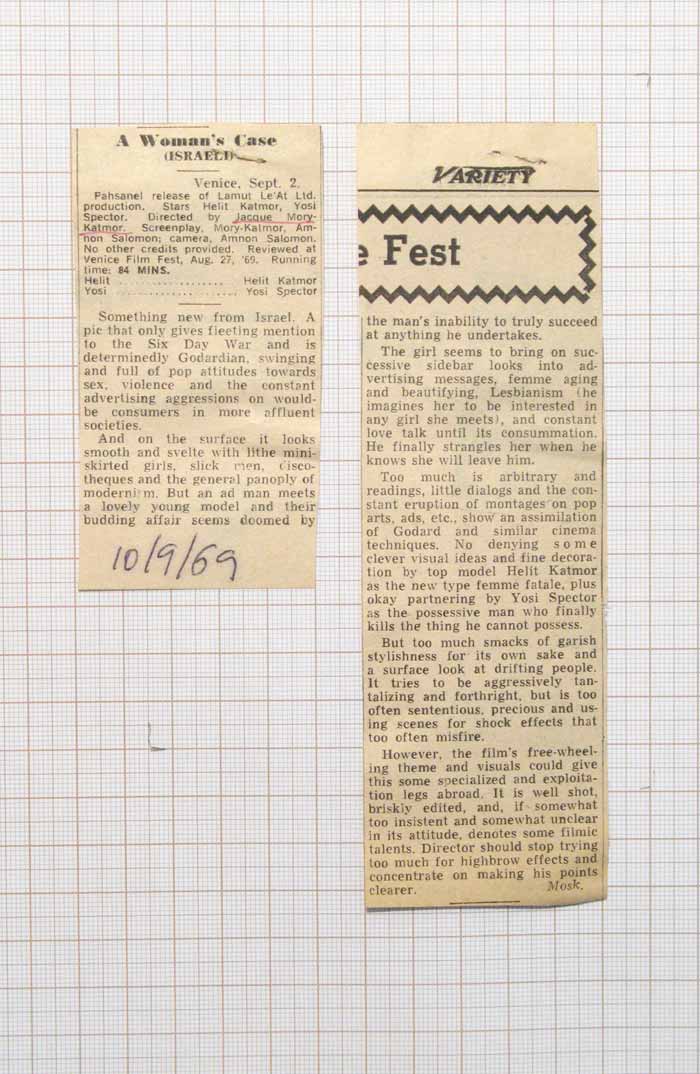 A Woman's Case
(ISRAELI)
Venice, Sept. 2.
Pahsanel release of Lamut Le'At Ltd.
production. Stars Helit Katmor, Yosi
Spector. Directed by Jacque Mory-
Katmor. Screenplay, Mory-Kalmor, Am-
non Salomon; camera, Amnon Salomon.
No other credits provided. Reviewed at
Venice Film Fest, Aug. 27, '69. Running
time: 84 MINS.
Helit .................. Helit Katmor
Yosi ..................... Yosi Spector
Something new from Israel. A
pic that only gives fleeting mention
to the Six Day War and is
determinedly Godardian, swinging
and full of pop attitudes towards
sex, violence and the constant
advertising aggressions on would-
be consumers in more affluent
societies.
And on the surface it looks
smooth and svelte with lithe mini-
skirted girls, slick men, disco-
theques and the general panoply of
modernism. But an ad man meets
a lovely young model and their
budding affair seems doomed by
10/9/69
VARIETY
e Fest
the man's inability to truly succeed
at anything he undertakes.
The girl seems to bring on suc-
cessive sidebar looks into ad-
vertising messages, femme aging
and beautifying, Lesbianism (he
imagines her to be interested in
any girl she meets), and constant
love talk until its consummation.
He finally strangles her when he
knows she will leave him.
Too much is arbitrary and
readings, little dialogs and the con-
stant eruption of montages on pop
arts, ads, etc., show an assimilation
of Godard and similar cinema
techniques. No denying some
clever visual ideas and fine decora-
tion by top model Helit Katmor
as the new type femme fatale, plus
okay partnering by Yosi Spector
as the possessive man who finally
kills the thing he cannot possess.
But too much smacks of garish
stylishness for its own sake and
a surface look at drifting people.
It tries to be aggressively tan-
talizing and forthright, but is too
often sententious, precious and us-
ing scenes for shock effects that
too often misfire.
However, the film's free-wheel-
ing theme and visuals could give
this some specialized and exploita-
tion legs abroad. It is well shot,
briskly edited, and, if somewhat
too insistent and somewhat unclear
in its attitude, denotes some filmic
talents. Director should stop trying
too much for highbrow effects and
concentrate on making his points
clearer. Mosk.